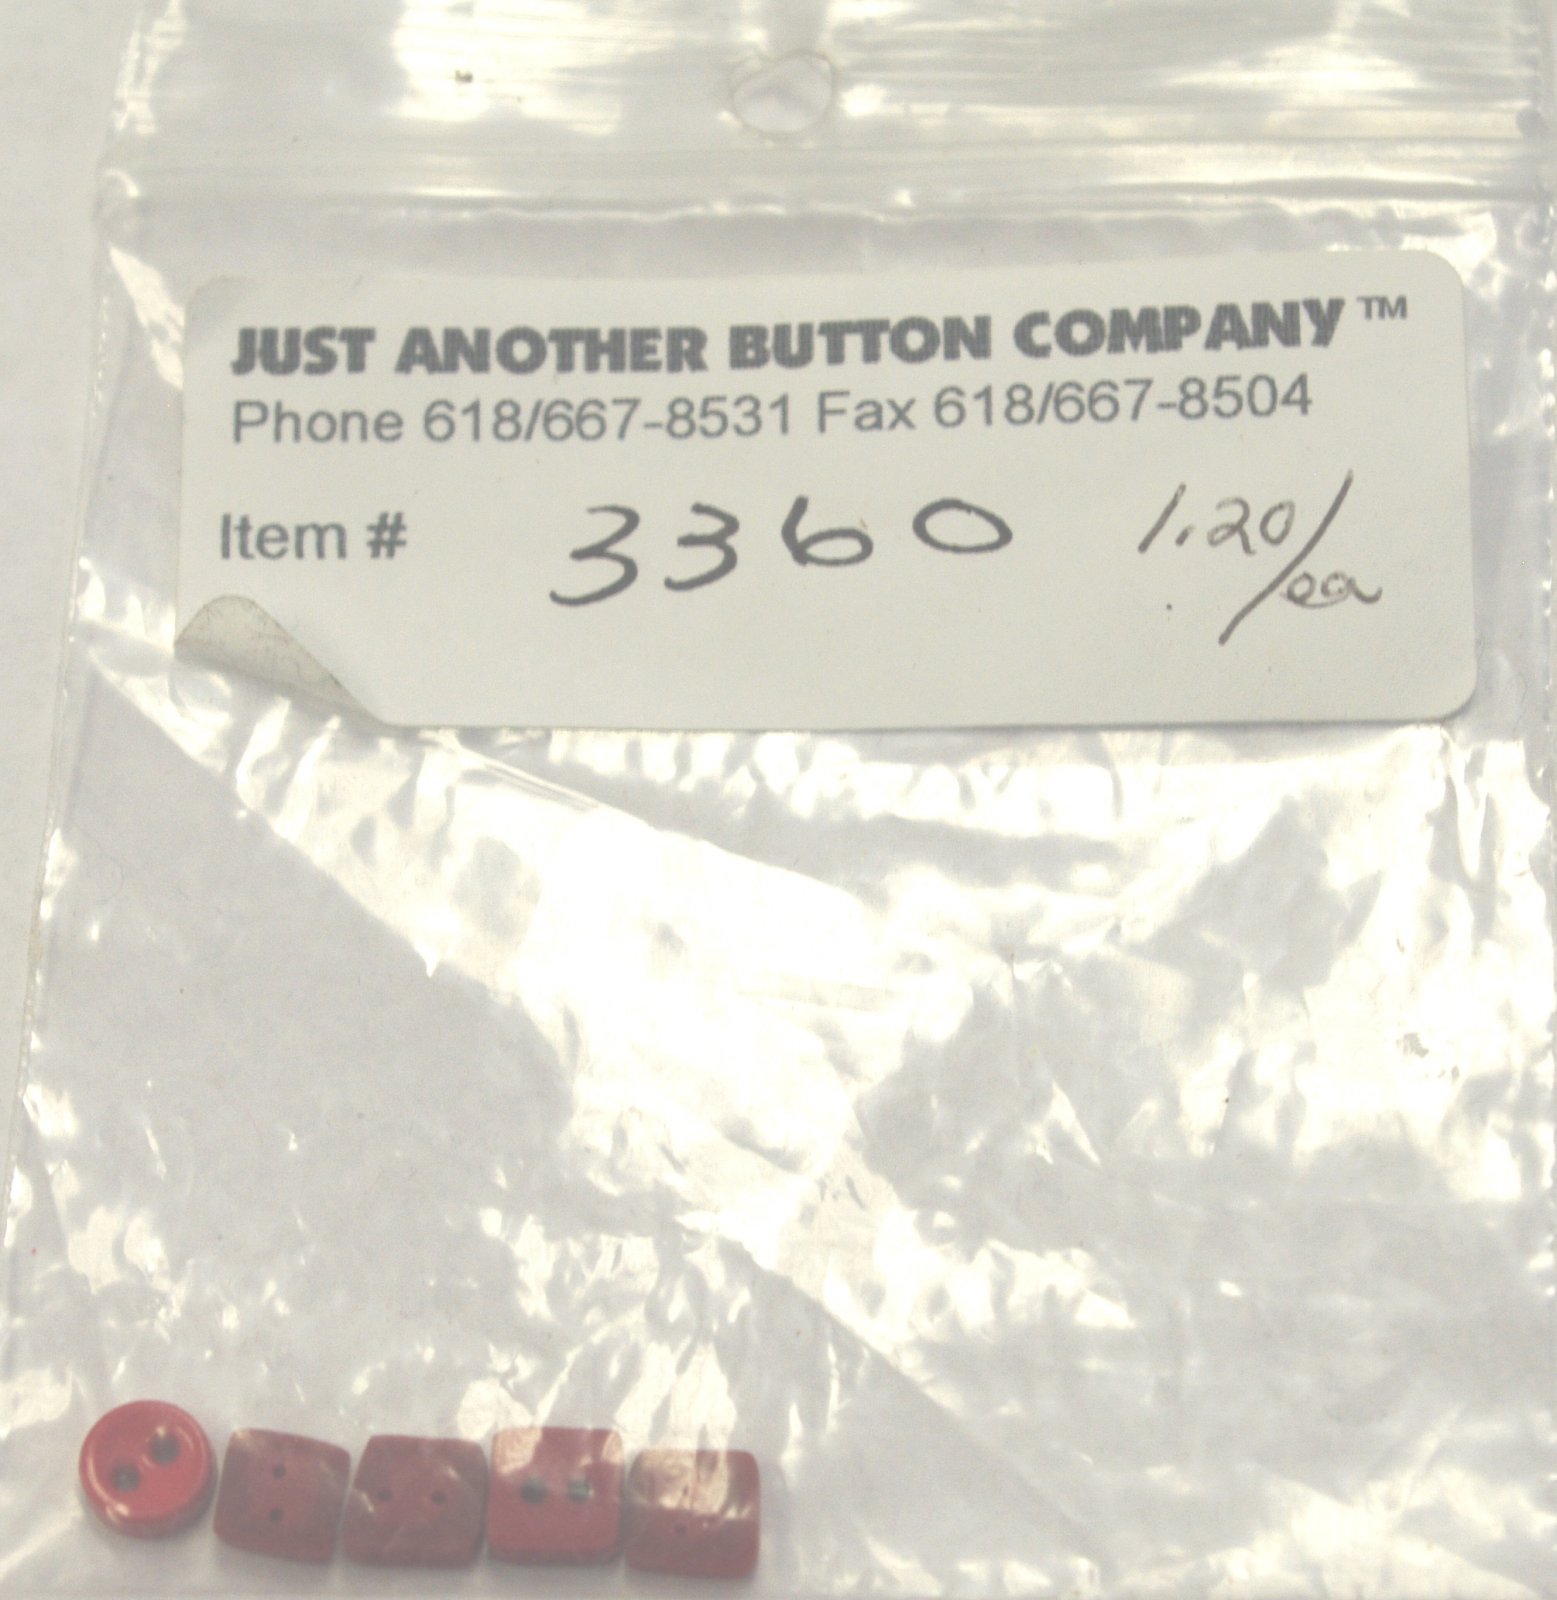 JUST ANOTHER BUTTON COMPANY™
Phone 618/667-8531 Fax 618/667-8504
Item # 3360 1.20/ea